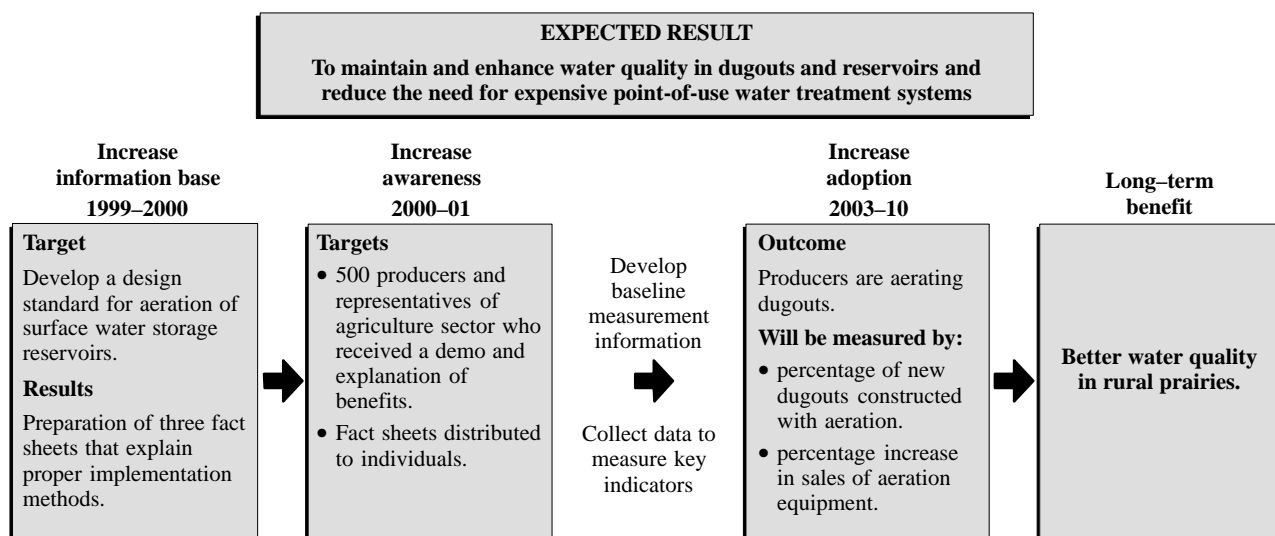 EXPECTED RESULT
To maintain and enhance water quality in dugouts and reservoirs and
reduce the need for expensive point-of-use water treatment systems
Increase
information base
1999–2000
Target
Develop a design
standard for aeration of
surface water storage
reservoirs.
Results
Preparation of three fact
sheets that explain
proper implementation
methods.
Increase
awareness
2000–01
Targets
• 500 producers and
representatives of
agriculture sector who
received a demo and
explanation of
benefits.
• Fact sheets distributed
to individuals.
Develop
baseline
measurement
information
Collect data to
measure key
indicators
Increase
adoption
2003–10
Outcome
Producers are aerating
dugouts.
Will be measured by:
• percentage of new
dugouts constructed
with aeration.
• percentage increase
in sales of aeration
equipment.
Long–term
benefit
Better water quality
in rural prairies.